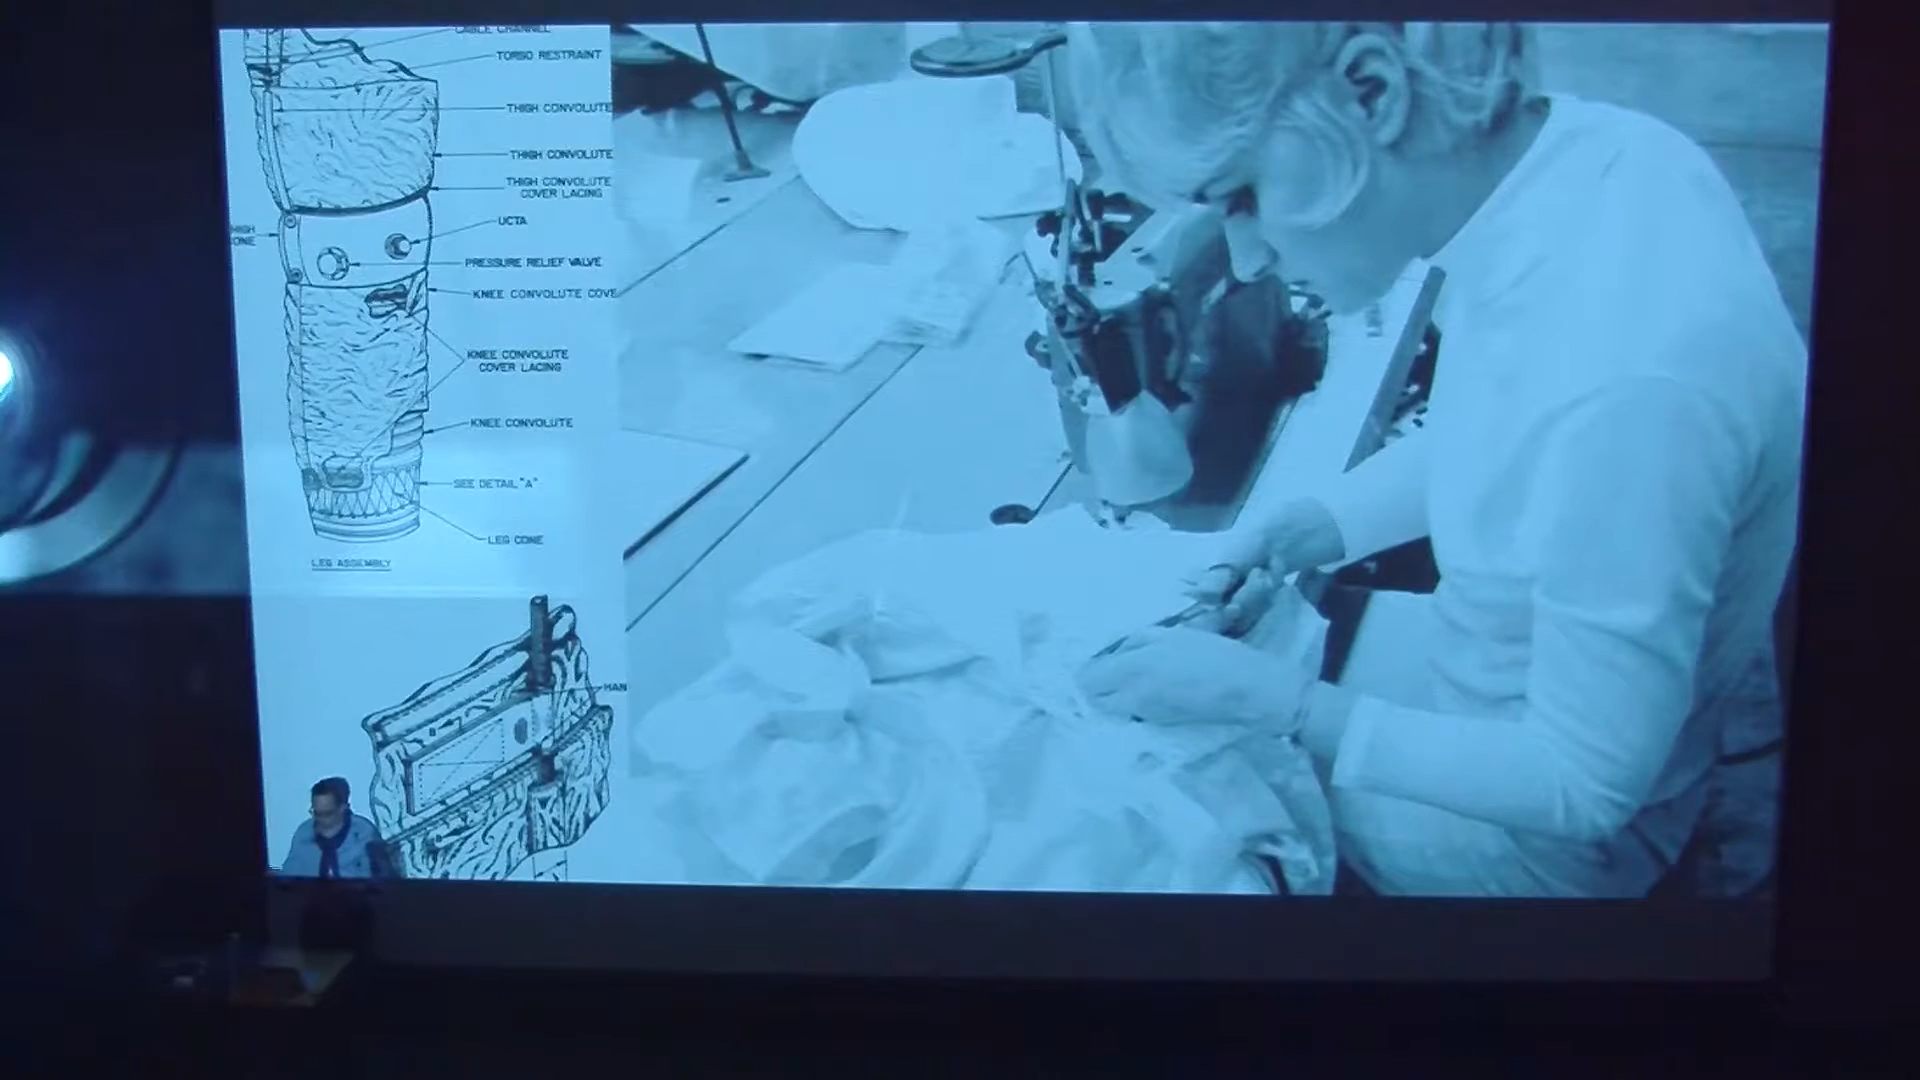 CABLE CHANNEL
TORSO RESTRAINT
THIGH CONVOLUTE
THIGH CONVOLUTE
THIGH CONVOLUTE
COVER LACING
UCTA
PRESSURE RELIEF VALVE
KNEE CONVOLUTE COVE
KNEE CONVOLUTE
COVER LACING
KNEE CONVOLUTE
SEE DETAIL "A"
LEG CONE
LEG ASSEMBLY
HAN